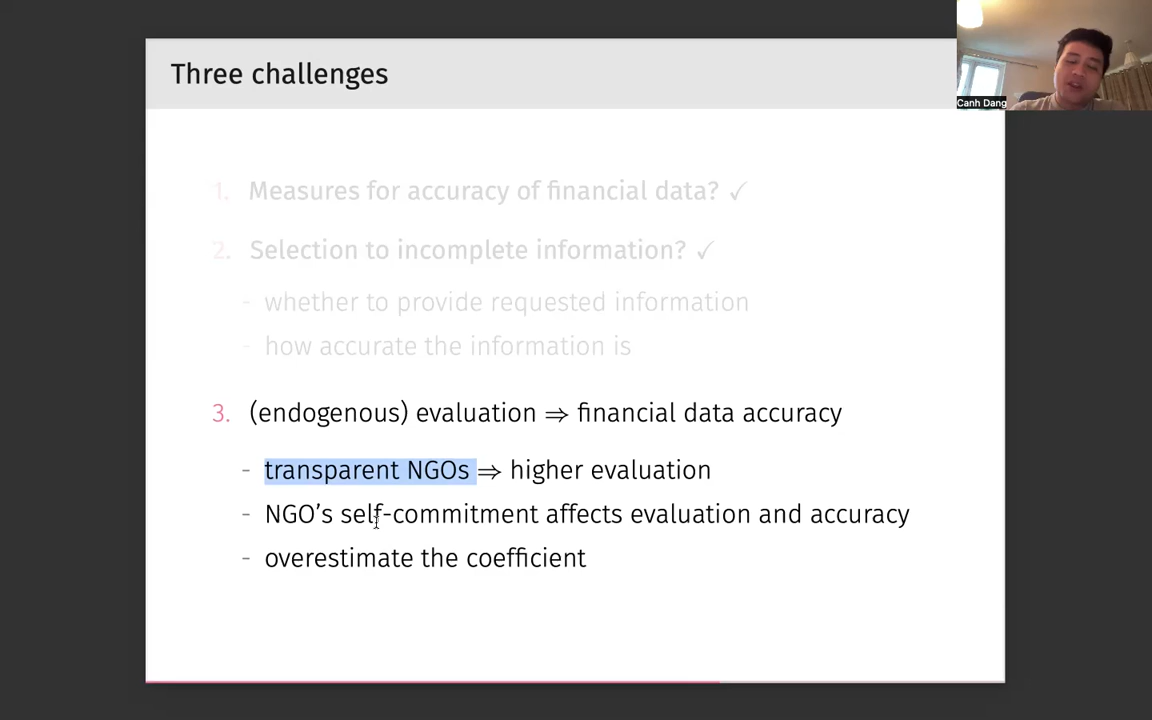 Three challenges
Canh Dang
1. Measures for accuracy of financial data? ✓
2. Selection to incomplete information? ✓
- whether to provide requested information
- how accurate the information is
3. (endogenous) evaluation ⇒ financial data accuracy
- transparent NGOs ⇒ higher evaluation
- NGO’s self-commitment affects evaluation and accuracy
- overestimate the coefficient